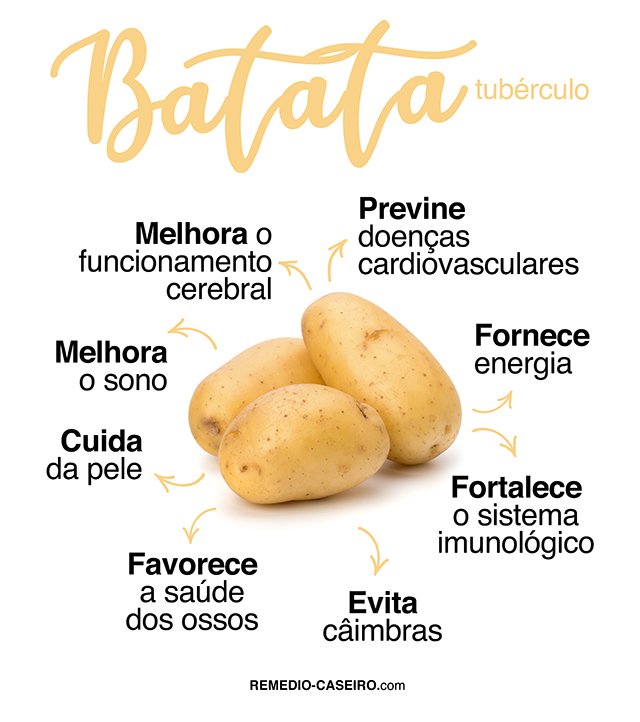 Batata tubérculo
Previne
doenças
cardiovasculares
Melhora o
funcionamento
cerebral
Fornece
energia
Melhora
o sono
Cuida
da pele
Fortalece
o sistema
imunológico
Favorece
a saúde
dos ossos
Evita
câimbras
REMEDIO-CASEIRO.com